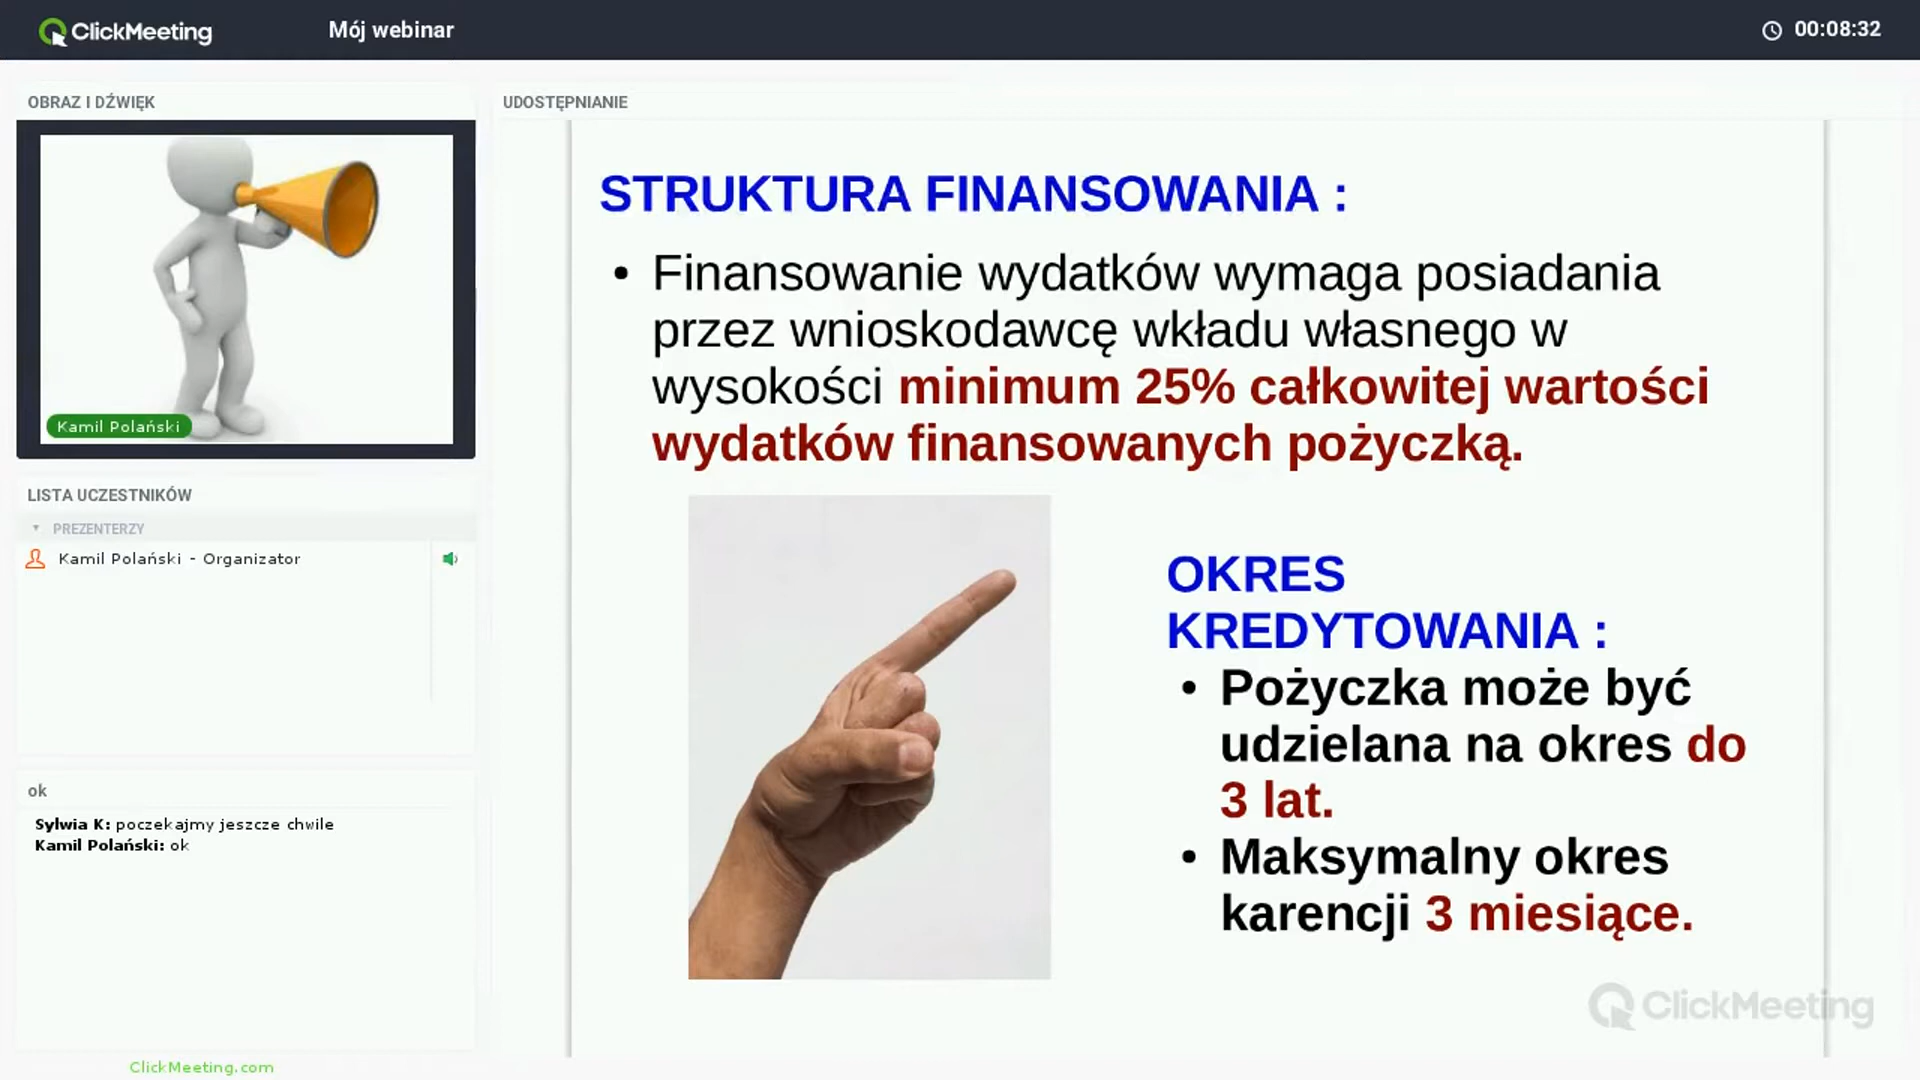 ClickMeeting
Mój webinar
00:08:32
OBRAZ I DŹWIĘK
Kamil Polański
LISTA UCZESTNIKÓW
PREZENTERZY
Kamil Polański - Organizator
ok
Sylwia K: poczekajmy jeszcze chwile
Kamil Polański: ok
ClickMeeting.com
UDOSTĘPNIANIE
STRUKTURA FINANSOWANIA :
• Finansowanie wydatków wymaga posiadania
przez wnioskodawcę wkładu własnego w
wysokości minimum 25% całkowitej wartości
wydatków finansowanych pożyczką.
OKRES
KREDYTOWANIA :
• Pożyczka może być
udzielana na okres do
3 lat.
• Maksymalny okres
karencji 3 miesiące.
ClickMeeting